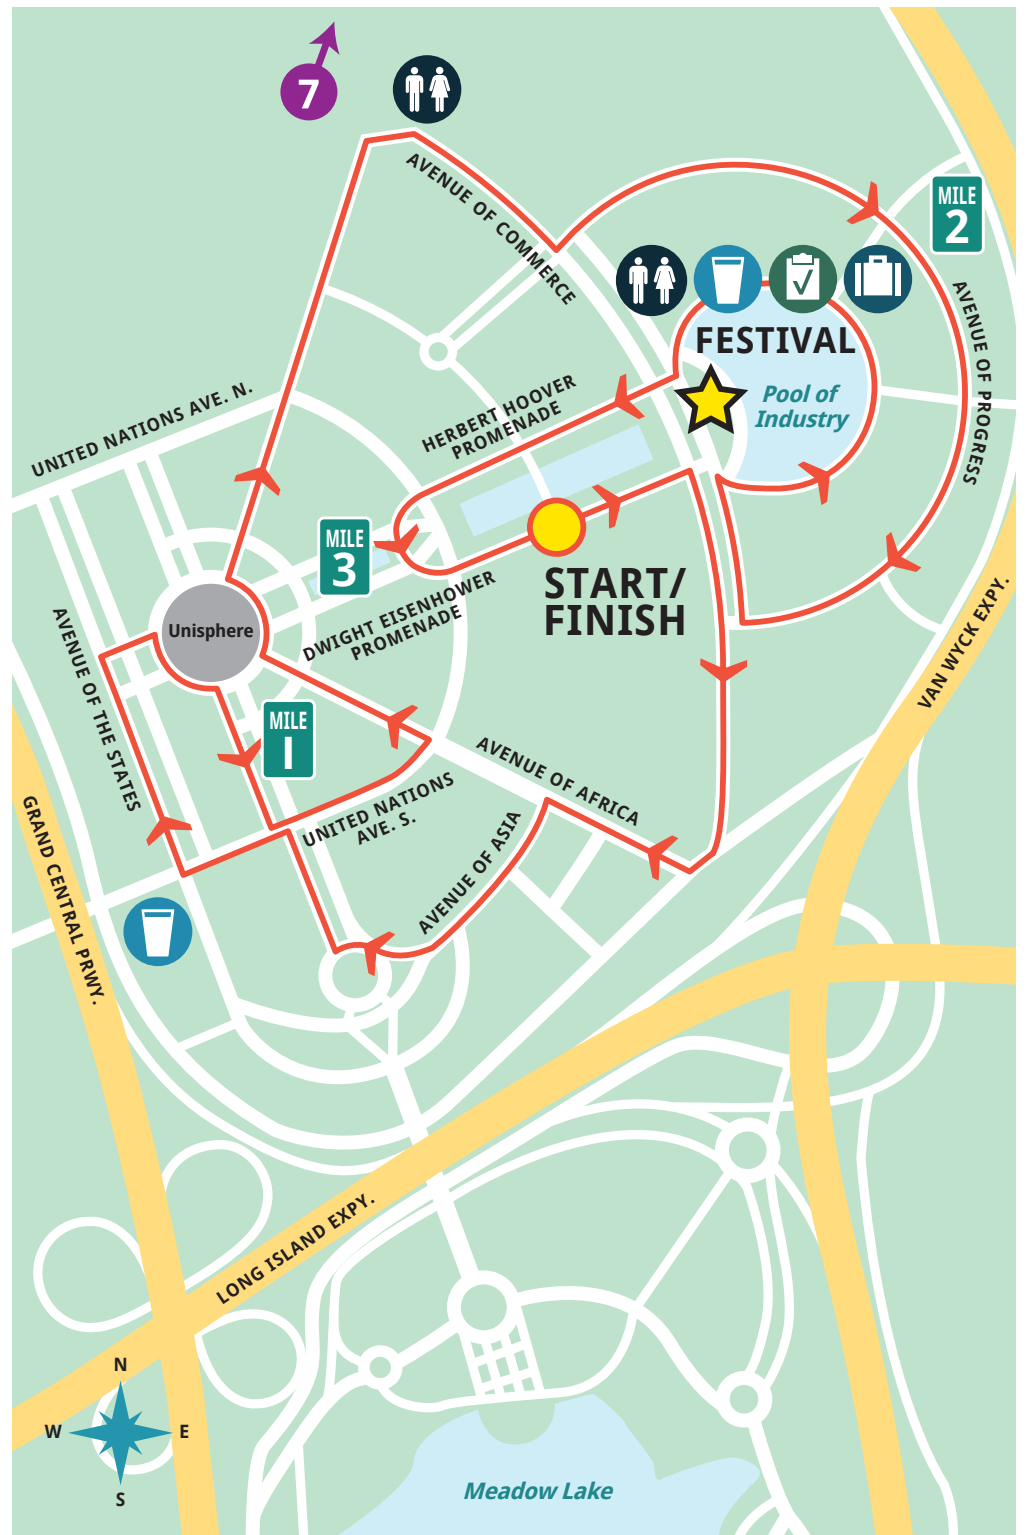 7
AVENUE OF COMMERCE
MILE
2
AVENUE OF PROGRESS
FESTIVAL
Pool of
Industry
HERBERT HOOVER
PROMENADE
UNITED NATIONS AVE. N.
MILE
3
START/
FINISH
DWIGHT EISENHOWER
PROMENADE
Unisphere
AVENUE OF THE STATES
VAN WYCK EXPY.
MILE
1
AVENUE OF AFRICA
UNITED NATIONS
AVE. S.
AVENUE OF ASIA
GRAND CENTRAL PRWY.
LONG ISLAND EXPY.
N
W
E
S
Meadow Lake